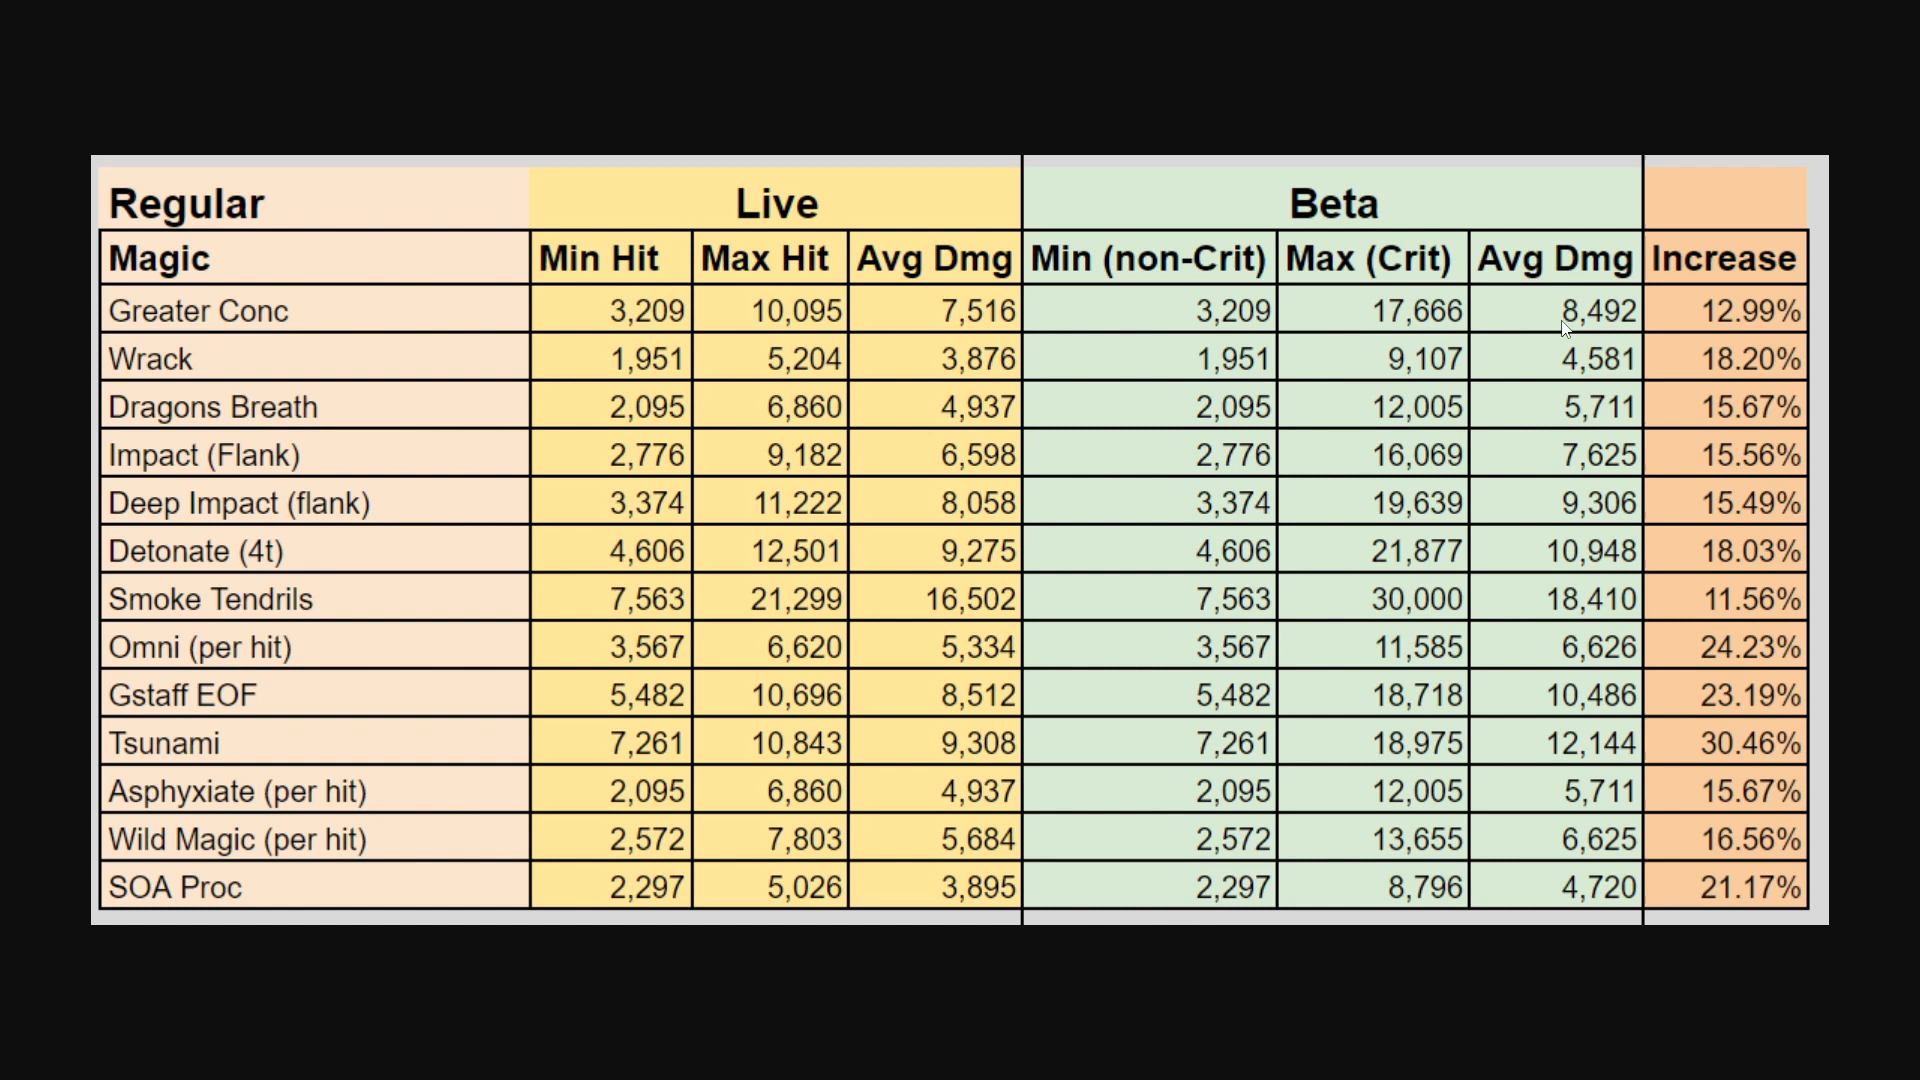 Regular Live Beta
Magic Min Hit Max Hit Avg Dmg Min (non-Crit) Max (Crit) Avg Dmg Increase
Greater Conc 3,209 10,095 7,516 3,209 17,666 8,492 12.99%
Wrack 1,951 5,204 3,876 1,951 9,107 4,581 18.20%
Dragons Breath 2,095 6,860 4,937 2,095 12,005 5,711 15.67%
Impact (Flank) 2,776 9,182 6,598 2,776 16,069 7,625 15.56%
Deep Impact (flank) 3,374 11,222 8,058 3,374 19,639 9,306 15.49%
Detonate (4t) 4,606 12,501 9,275 4,606 21,877 10,948 18.03%
Smoke Tendrils 7,563 21,299 16,502 7,563 30,000 18,410 11.56%
Omni (per hit) 3,567 6,620 5,334 3,567 11,585 6,626 24.23%
Gstaff EOF 5,482 10,696 8,512 5,482 18,718 10,486 23.19%
Tsunami 7,261 10,843 9,308 7,261 18,975 12,144 30.46%
Asphyxiate (per hit) 2,095 6,860 4,937 2,095 12,005 5,711 15.67%
Wild Magic (per hit) 2,572 7,803 5,684 2,572 13,655 6,625 16.56%
SOA Proc 2,297 5,026 3,895 2,297 8,796 4,720 21.17%